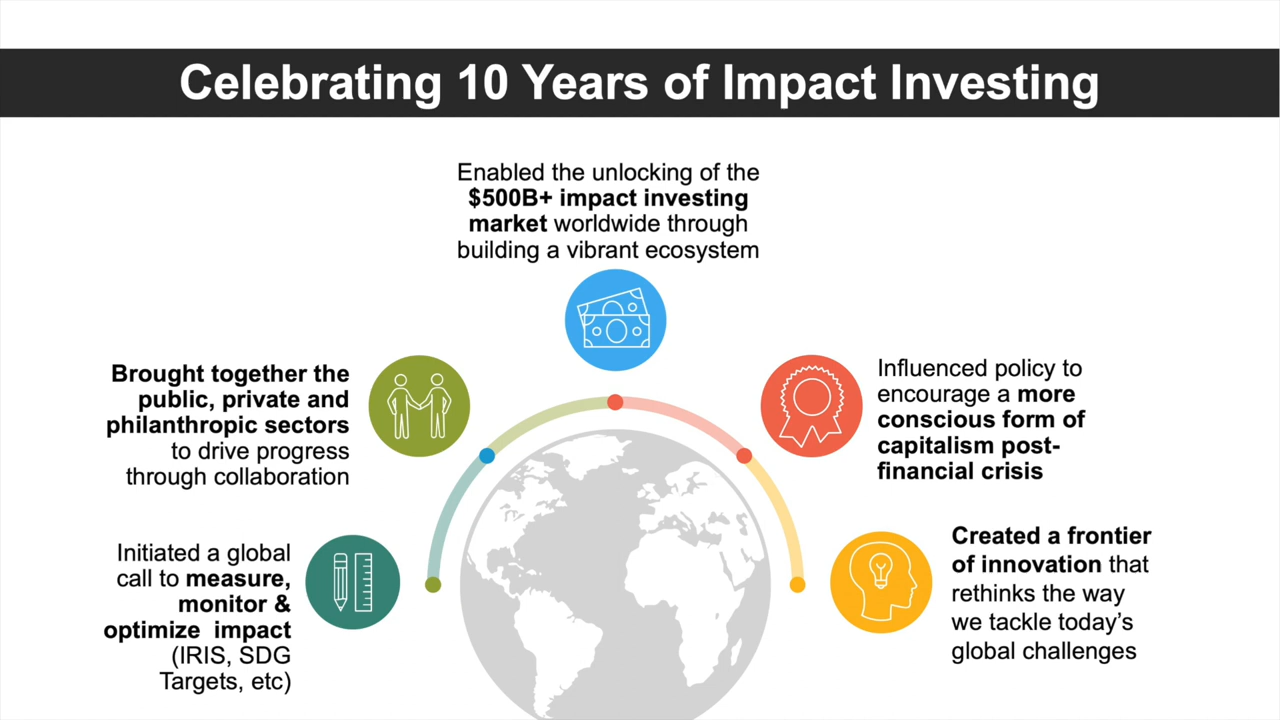 Celebrating 10 Years of Impact Investing
Enabled the unlocking of the
$500B+ impact investing
market worldwide through
building a vibrant ecosystem
Brought together the
public, private and
philanthropic sectors
to drive progress
through collaboration
Influenced policy to
encourage a more
conscious form of
capitalism post-
financial crisis
Initiated a global
call to measure,
monitor &
optimize impact
(IRIS, SDG
Targets, etc)
Created a frontier
of innovation that
rethinks the way
we tackle today's
global challenges